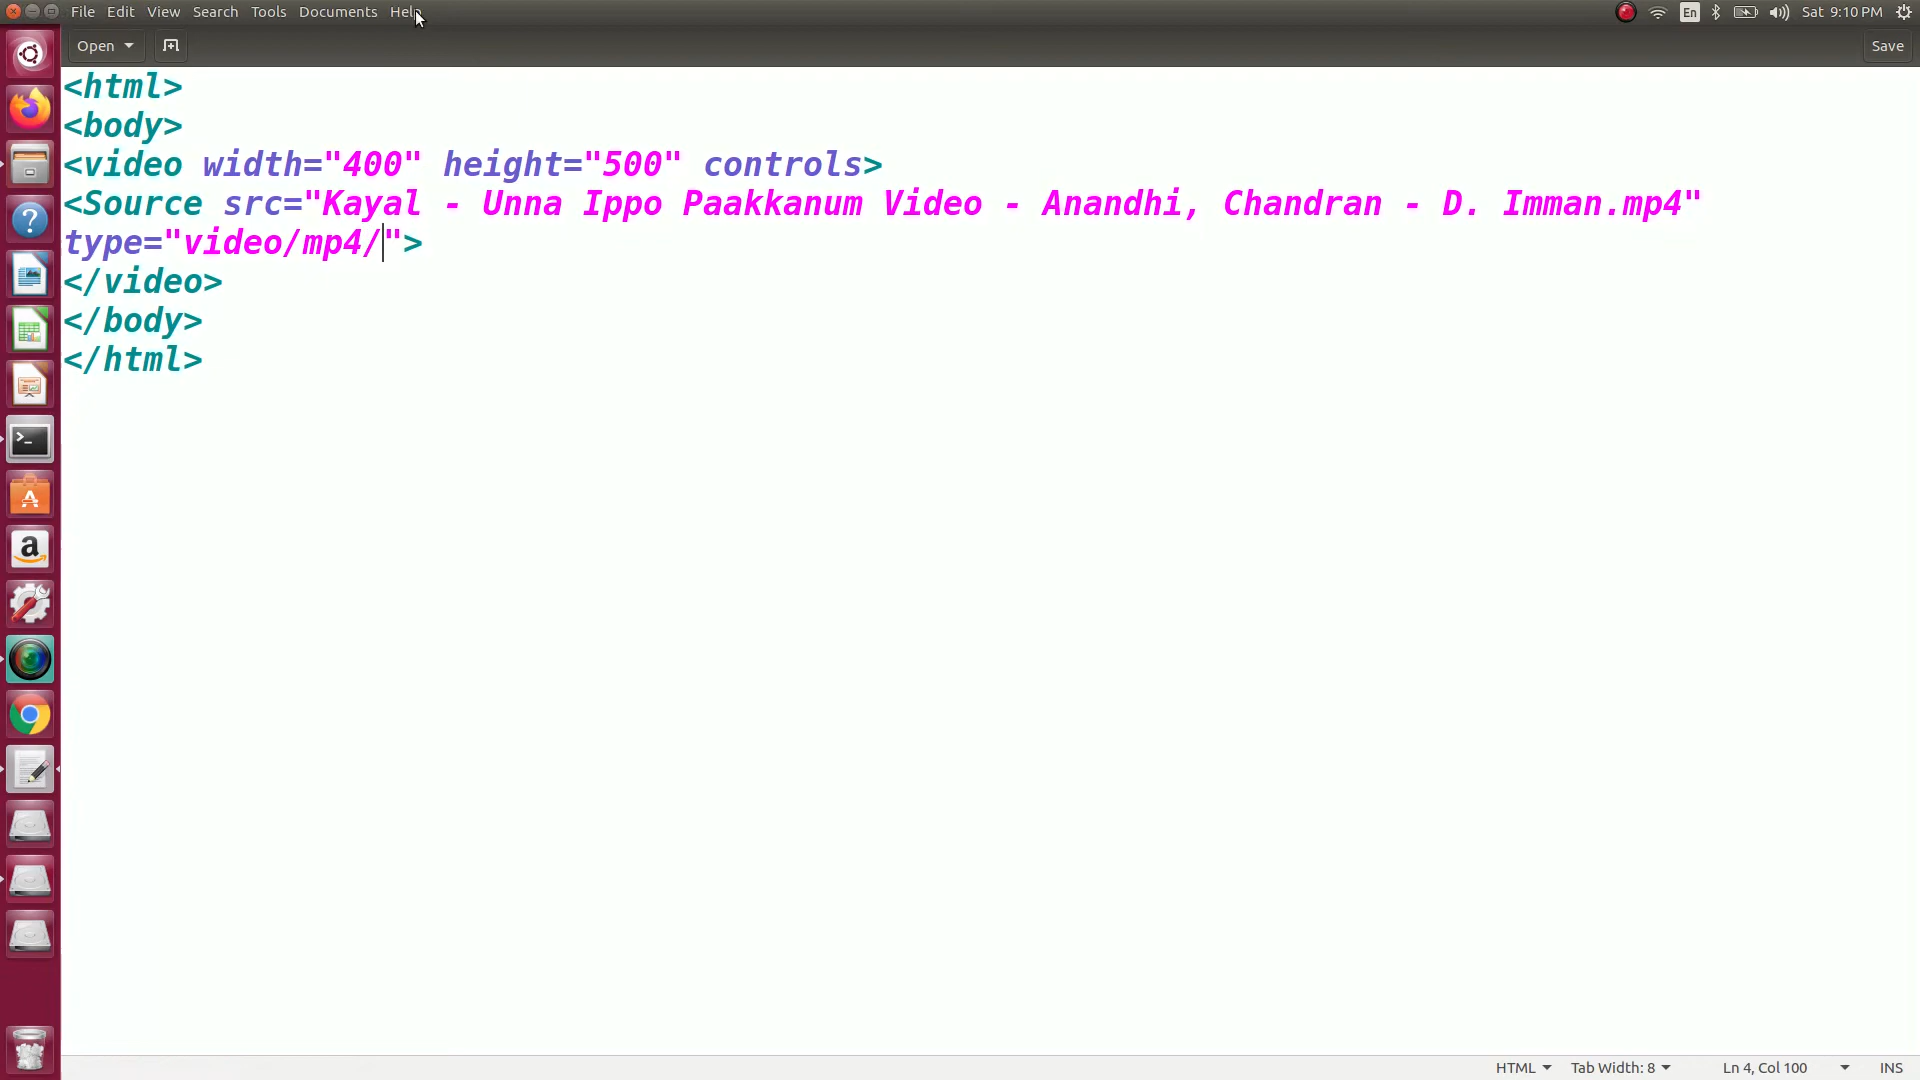 File Edit View Search Tools Documents Help
En
Sat 9:10 PM
Open
Save
<html>
<body>
<video width="400" height="500" controls>
<Source src="Kayal - Unna Ippo Paakkanum Video - Anandhi, Chandran - D. Imman.mp4"
type="video/mp4/">
</video>
</body>
</html>
HTML Tab Width: 8 Ln 4, Col 100 INS